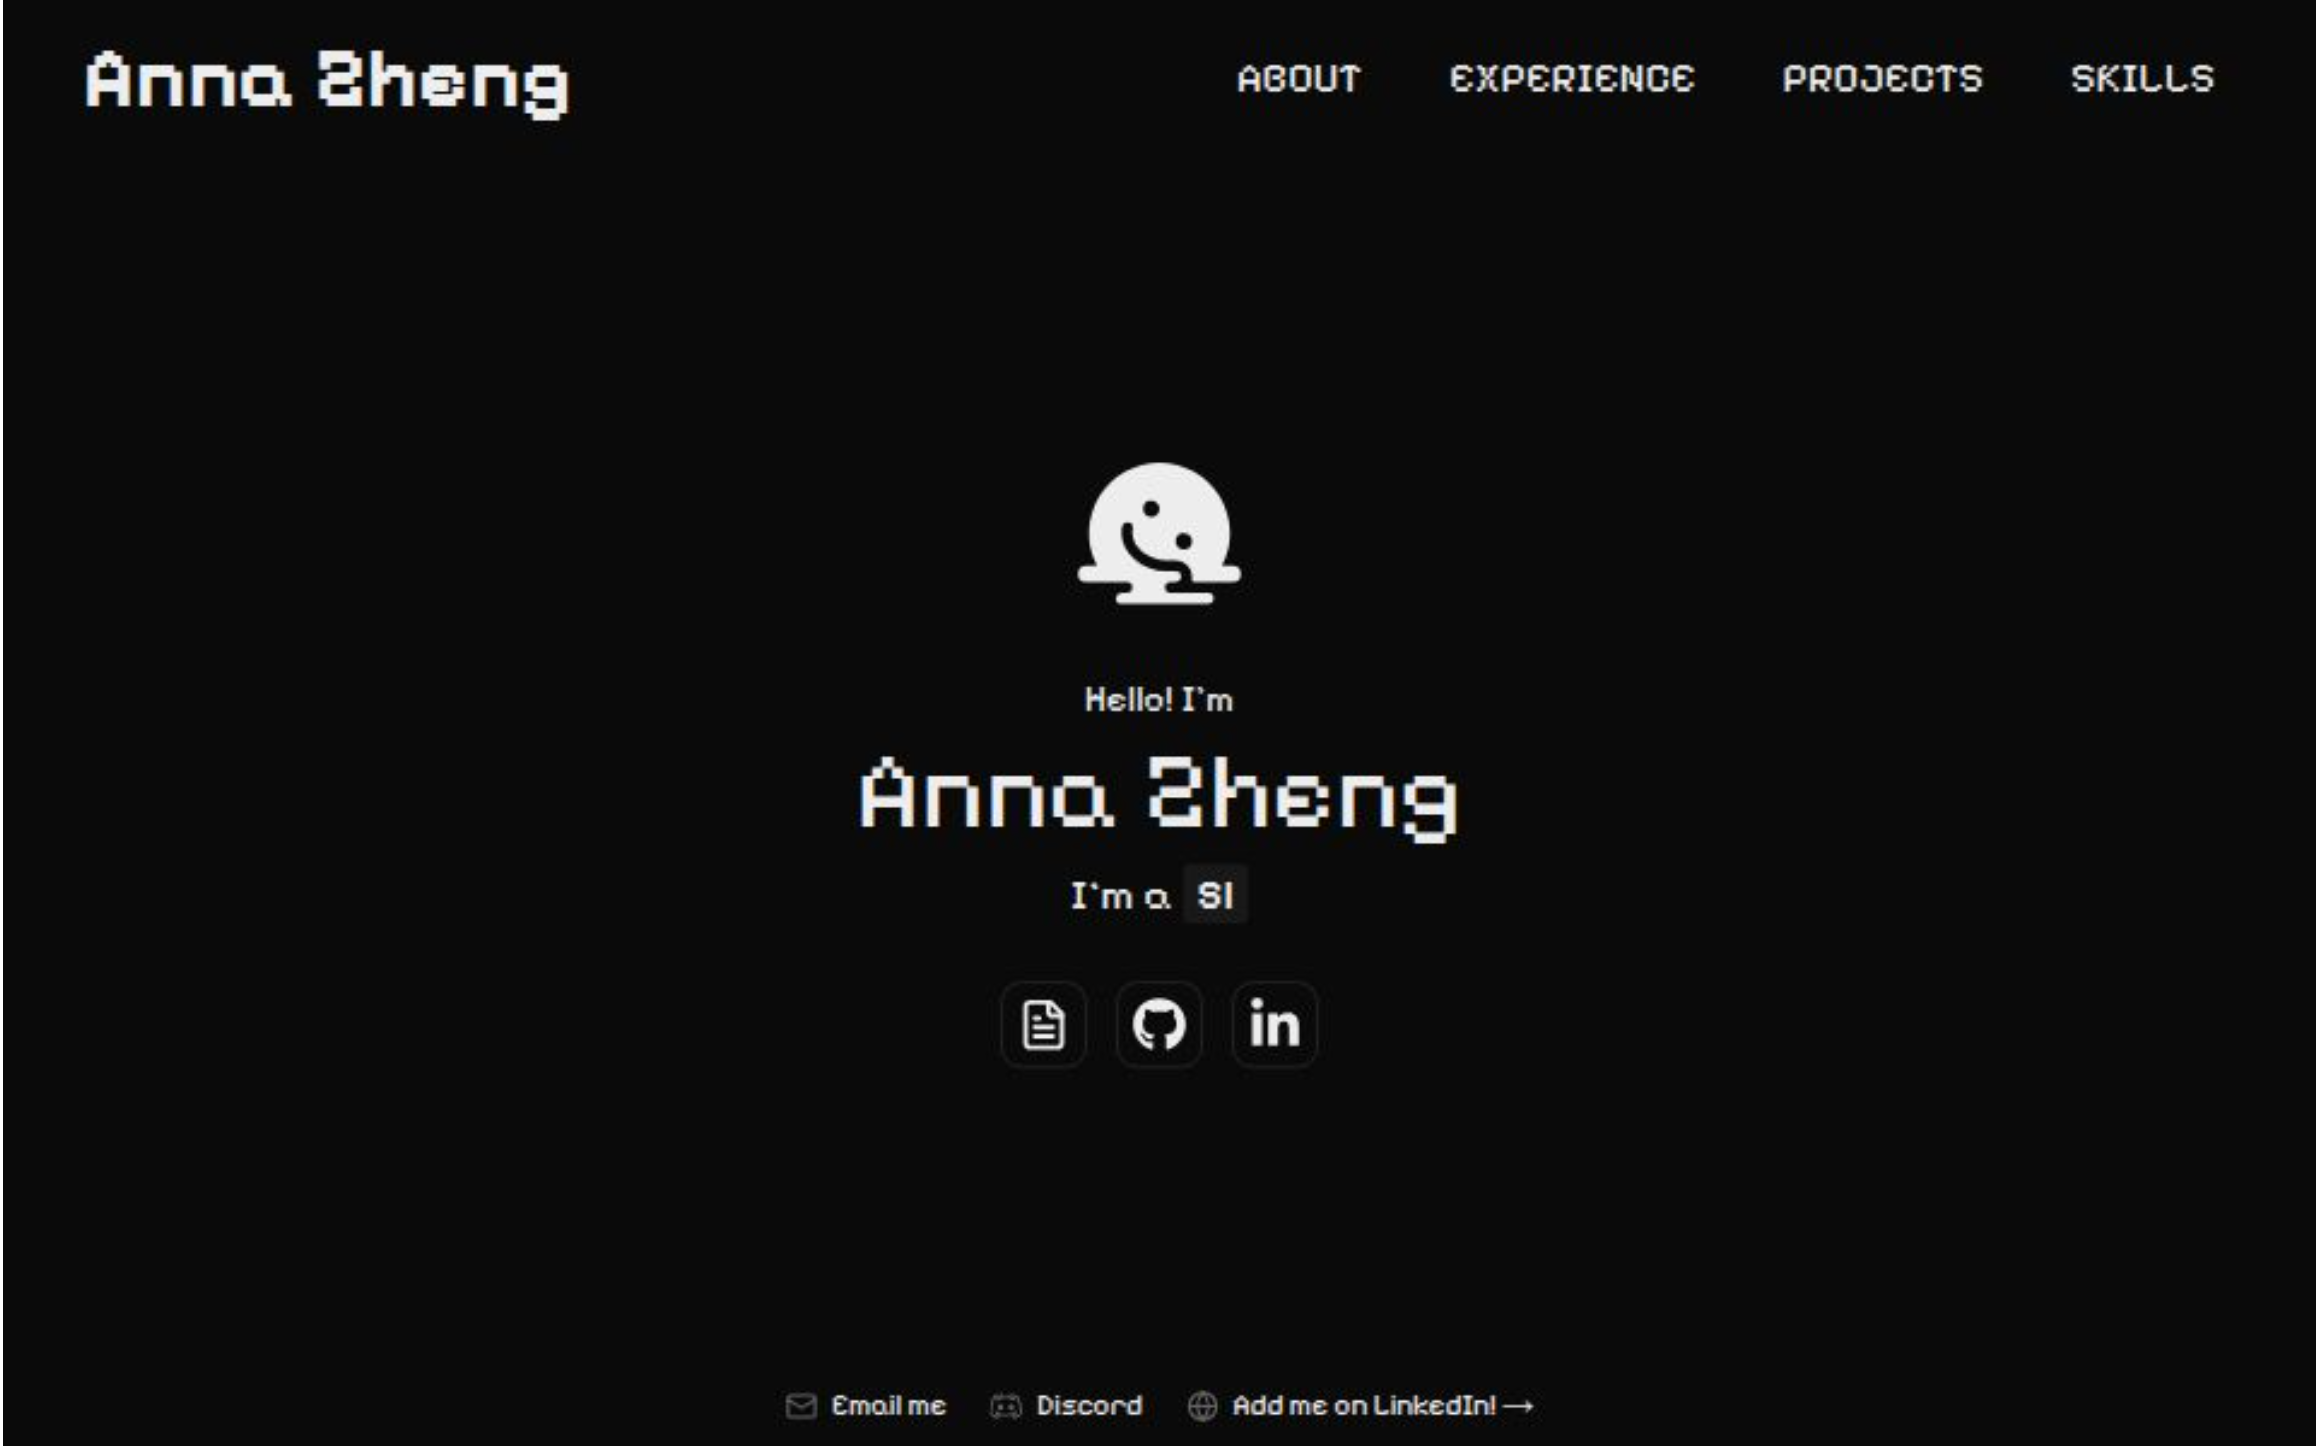 Anna Zheng
ABOUT EXPERIENCE PROJECTS SKILLS
Hello! I'm
Anna Zheng
I'm a SI
in
Email me Discord Add me on LinkedIn! →